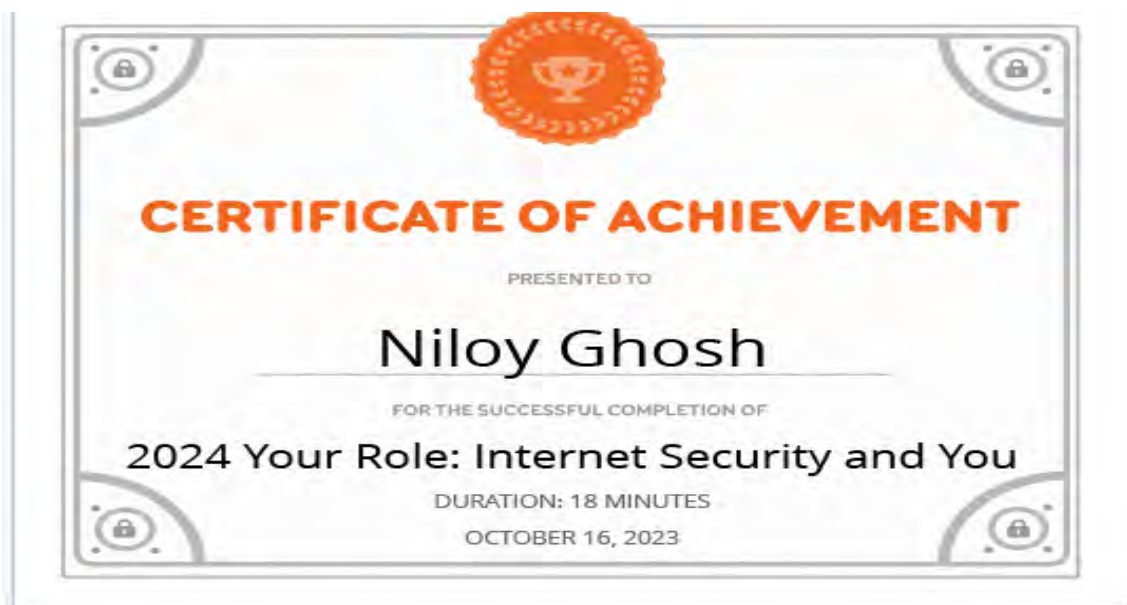 CERTIFICATE OF ACHIEVEMENT
PRESENTED TO
Niloy Ghosh
FOR THE SUCCESSFUL COMPLETION OF
2024 Your Role: Internet Security and You
DURATION: 18 MINUTES
OCTOBER 16, 2023